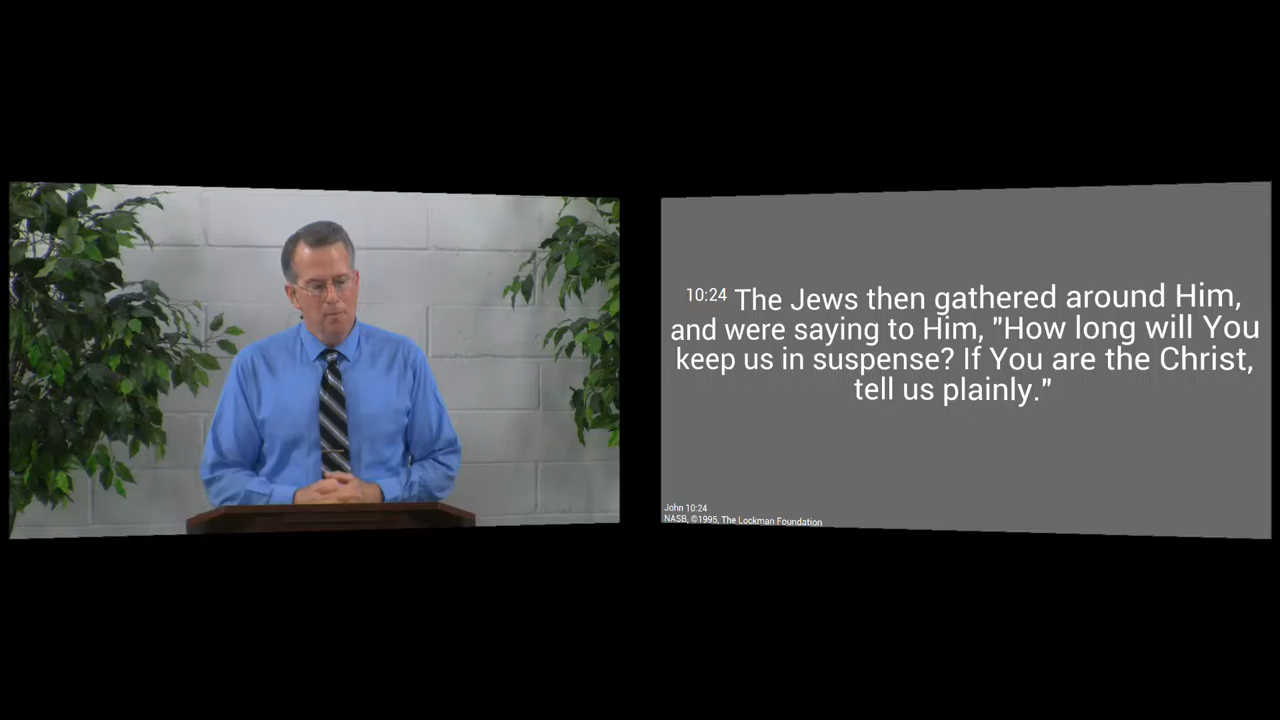 10:24 The Jews then gathered around Him,
and were saying to Him, "How long will You
keep us in suspense? If You are the Christ,
tell us plainly."
John 10:24
NASB, ©1995, The Lockman Foundation